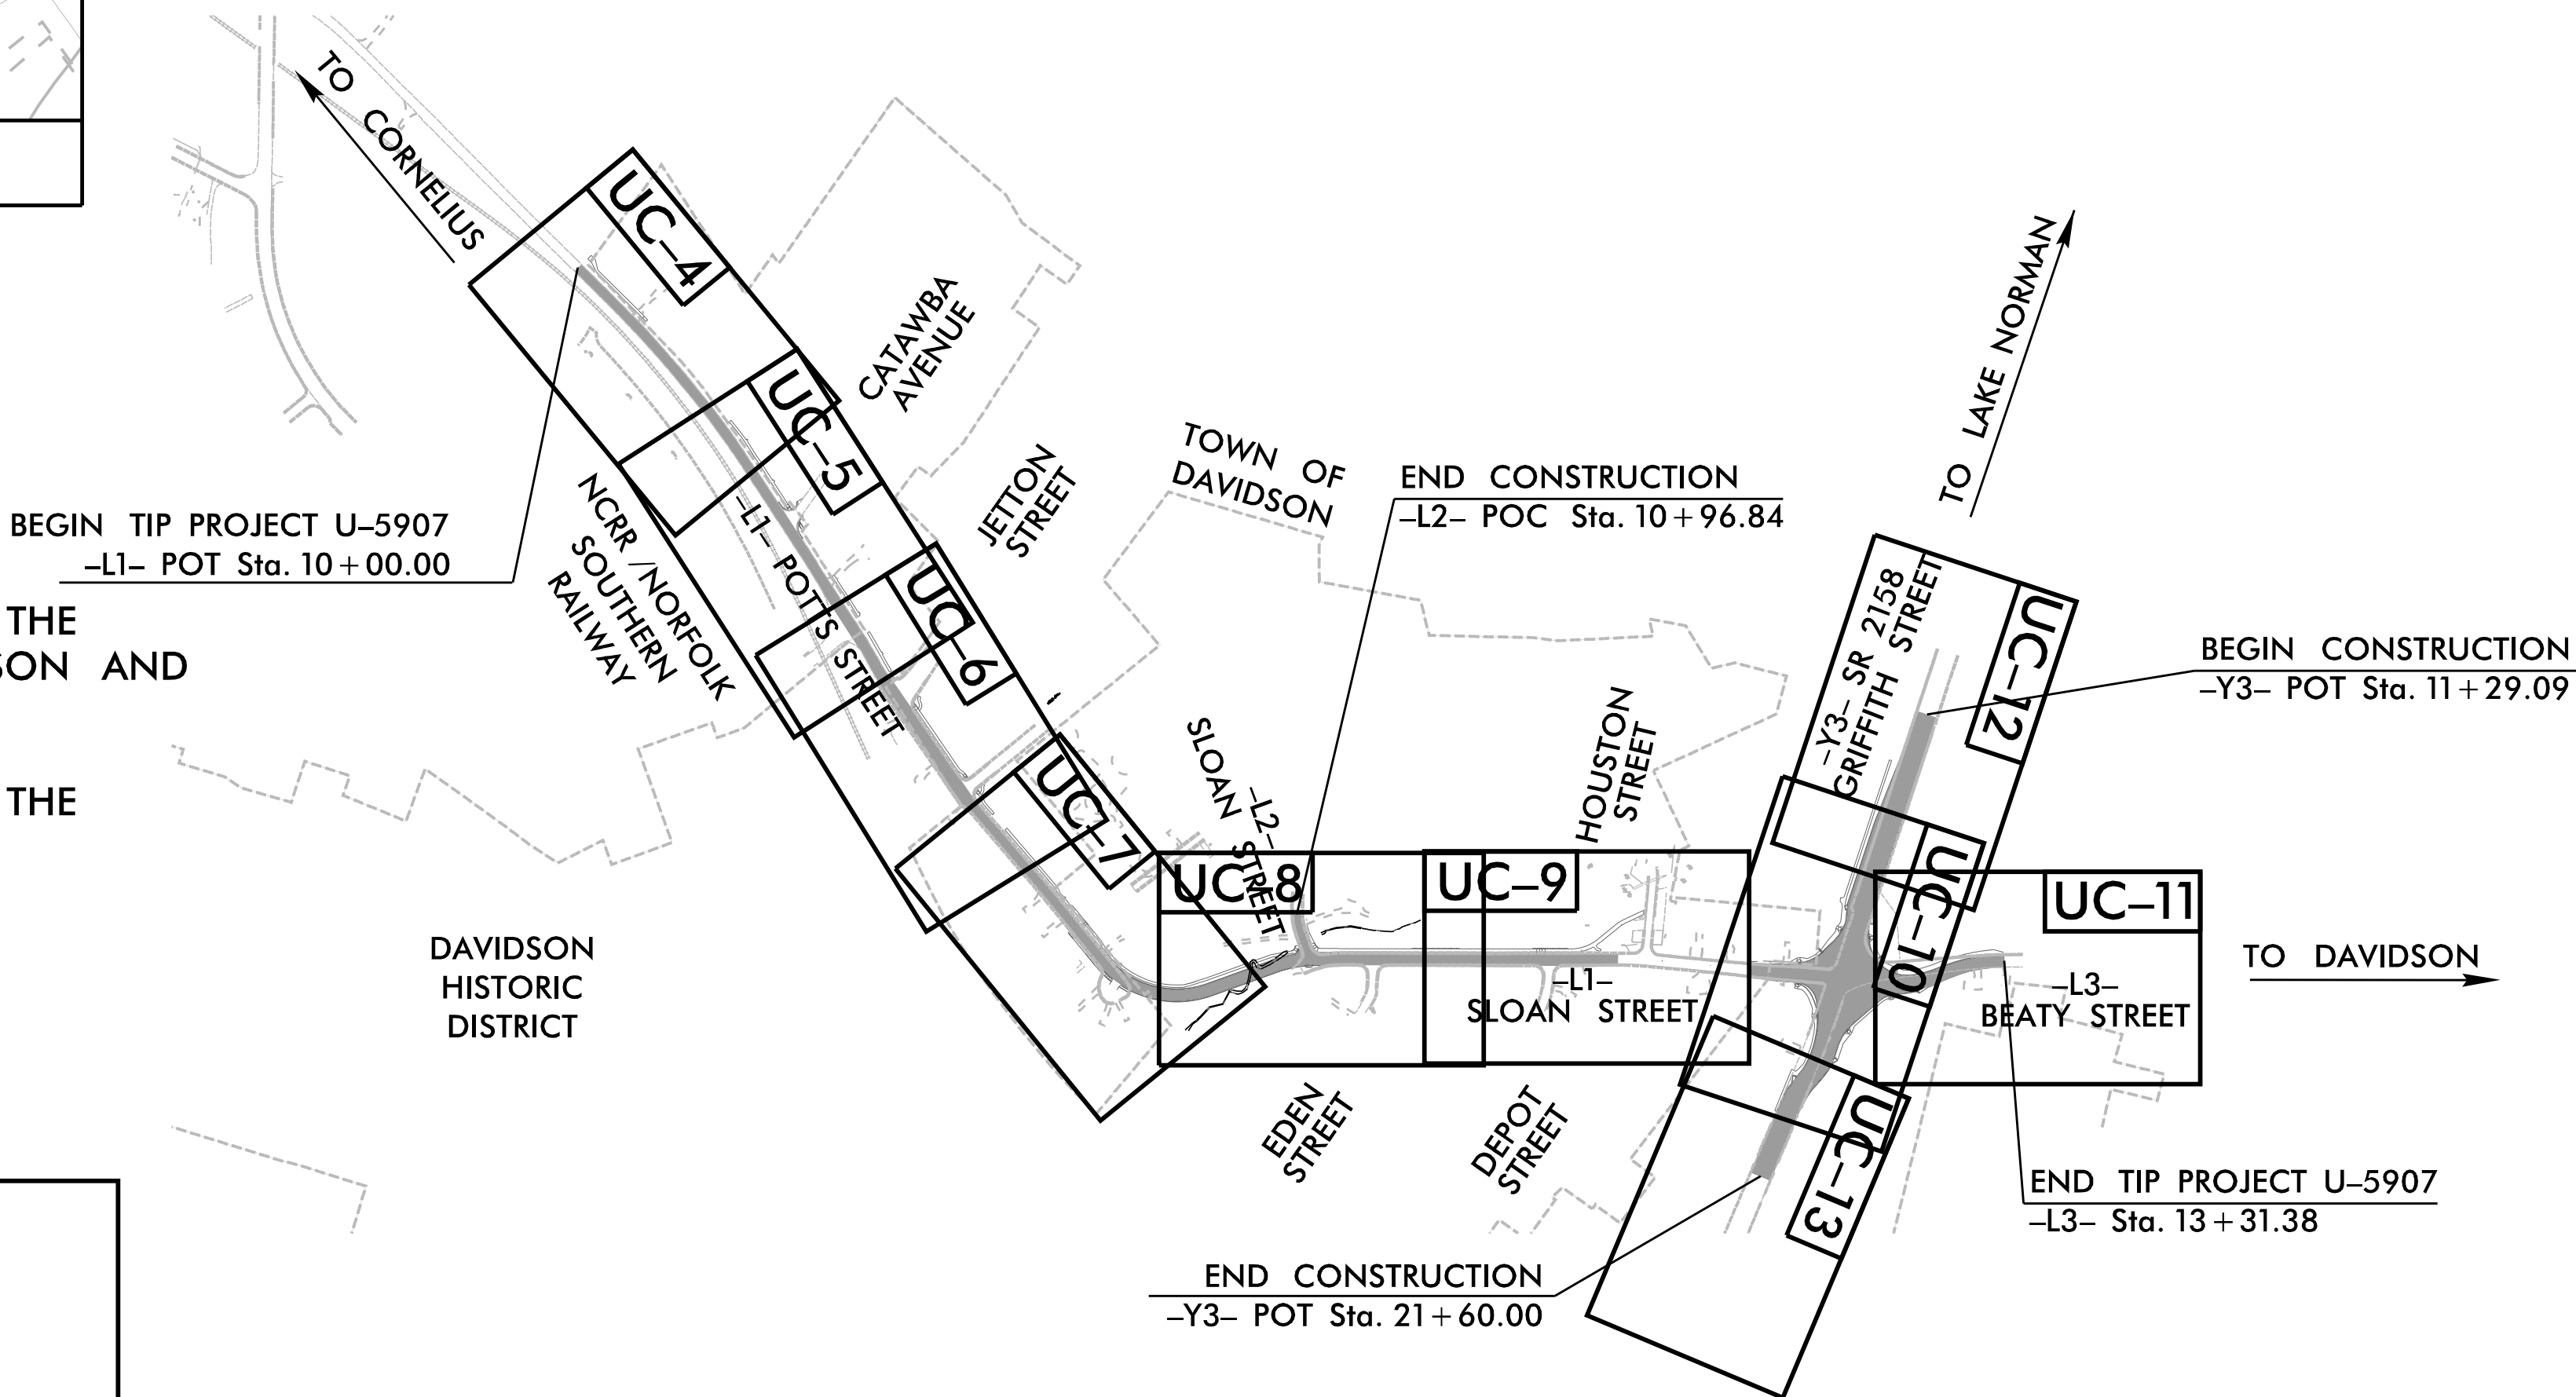 TO CORNELIUS
UC–4
CATAWBA
AVENUE
UC–5
JETTON
STREET
TOWN OF
DAVIDSON
END CONSTRUCTION
–L2– POC Sta. 10+96.84
TO LAKE NORMAN
BEGIN TIP PROJECT U–5907
–L1– POT Sta. 10+00.00
NCRR /NORFOLK
SOUTHERN
RAILWAY
–L1– POTTS STREET
UC–6
THE
SON AND
THE
UC–7
SLOAN STREET
–L2–
HOUSTON
STREET
–Y3– SR 2158
GRIFFITH STREET
UC–12
BEGIN CONSTRUCTION
–Y3– POT Sta. 11+29.09
UC–8
UC–9
UC–10
UC–11
DAVIDSON
HISTORIC
DISTRICT
–L1–
SLOAN STREET
–L3–
BEATY STREET
TO DAVIDSON
EDEN
STREET
DEPOT
STREET
UC–13
END TIP PROJECT U–5907
–L3– Sta. 13+31.38
END CONSTRUCTION
–Y3– POT Sta. 21+60.00